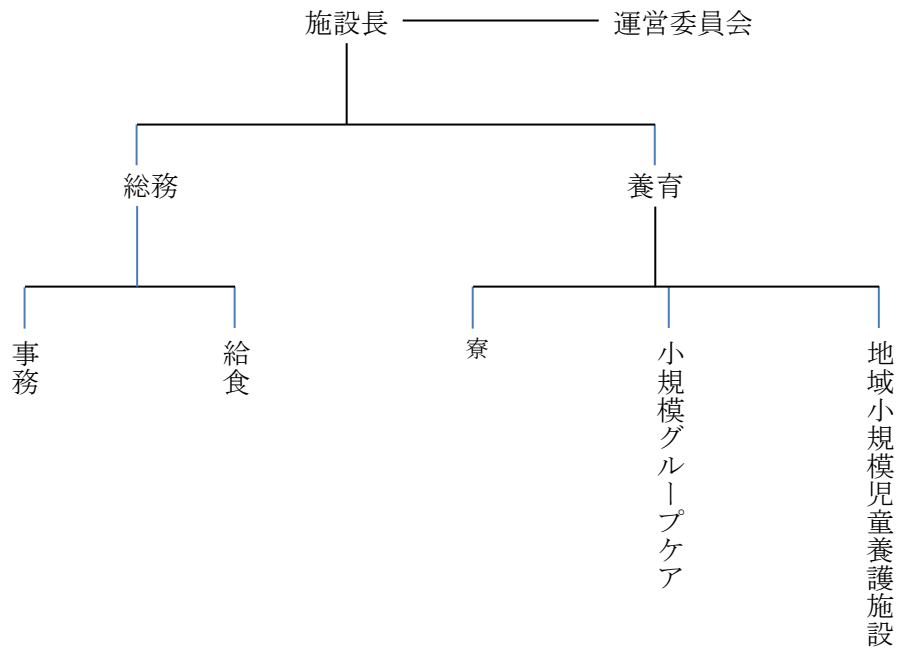 施設長
運営委員会
総務
養育
事務
給食
寮
小規模グループケア
地域小規模児童養護施設